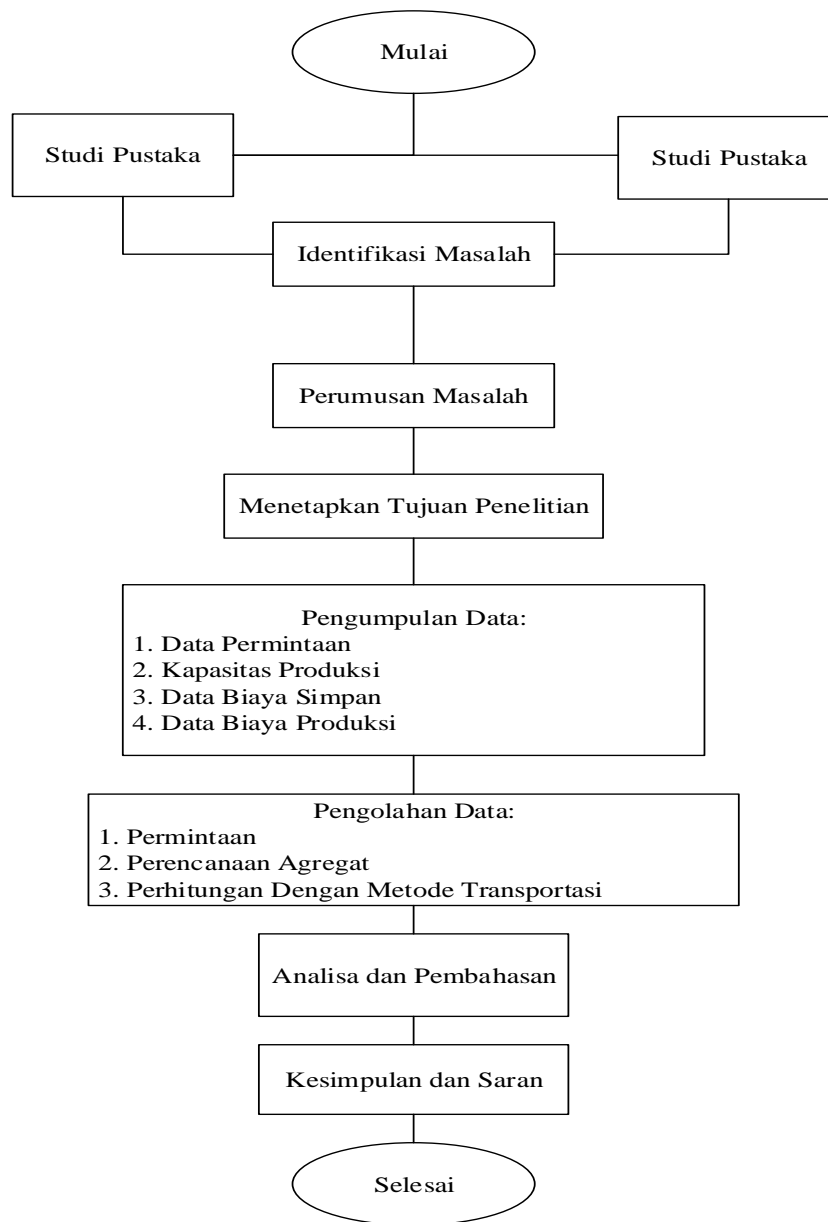 Mulai
Studi Pustaka
Studi Pustaka
Identifikasi Masalah
Perumusan Masalah
Menetapkan Tujuan Penelitian
Pengumpulan Data:
1. Data Permintaan
2. Kapasitas Produksi
3. Data Biaya Simpan
4. Data Biaya Produksi
Pengolahan Data:
1. Permintaan
2. Perencanaan Agregat
3. Perhitungan Dengan Metode Transportasi
Analisa dan Pembahasan
Kesimpulan dan Saran
Selesai